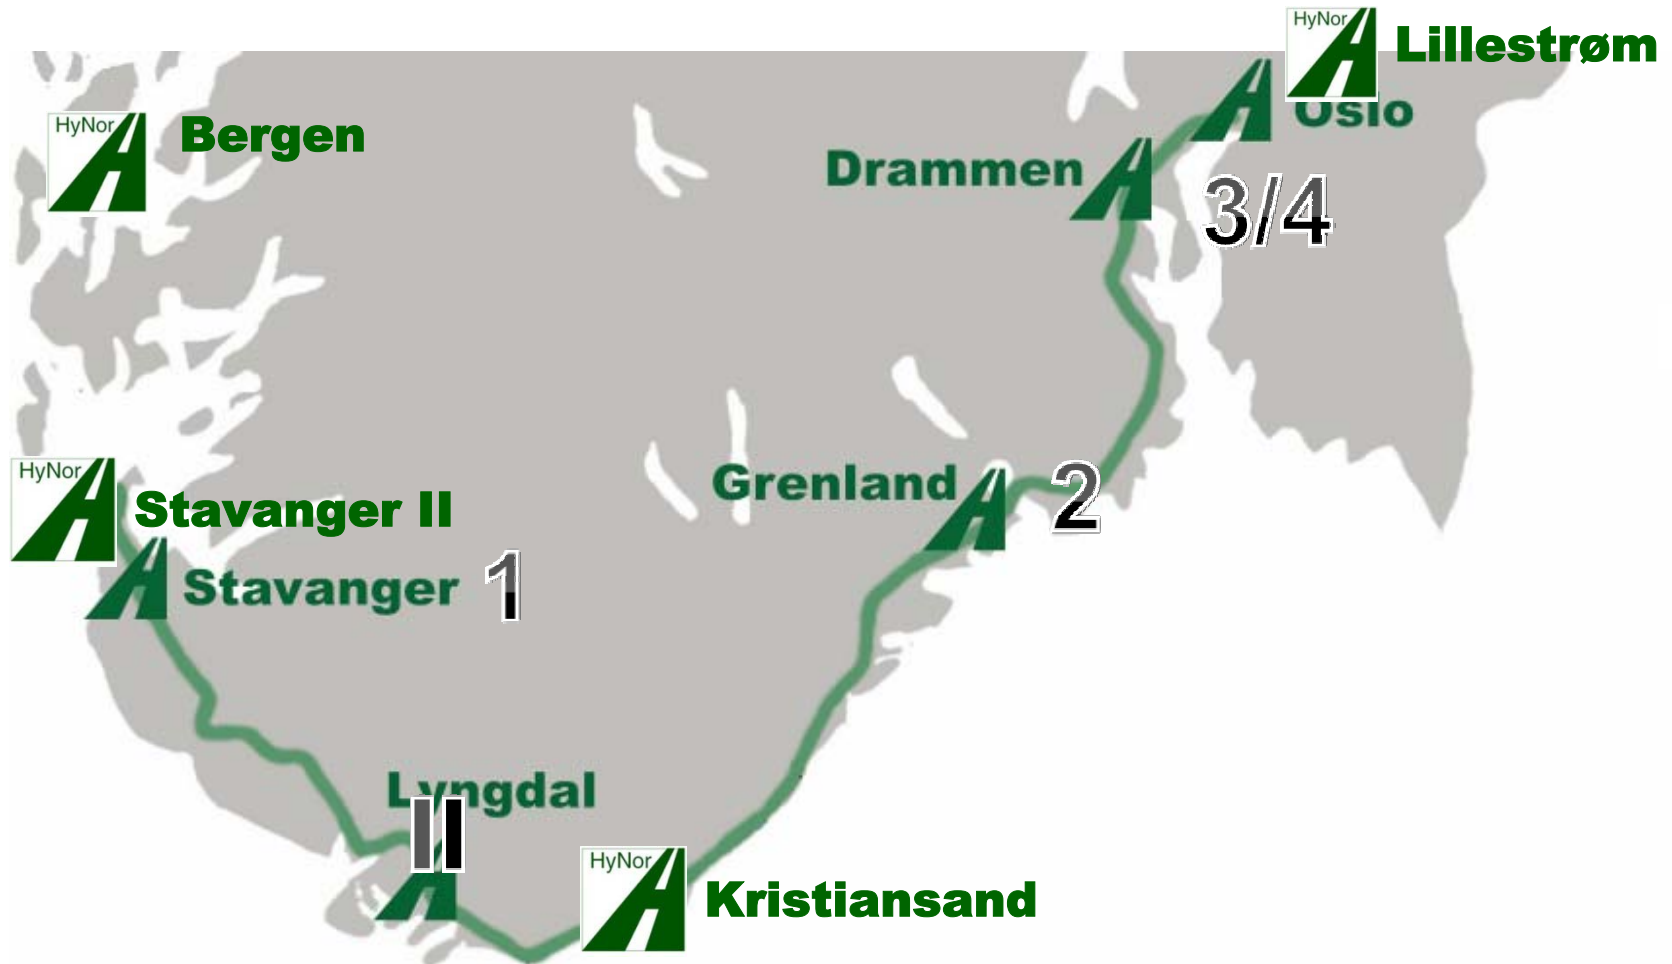 HyNor
Lillestrøm
Oslo
HyNor
Bergen
Drammen
3/4
HyNor
Stavanger II
Grenland
2
Stavanger
1
Lyngdal
II
HyNor
Kristiansand